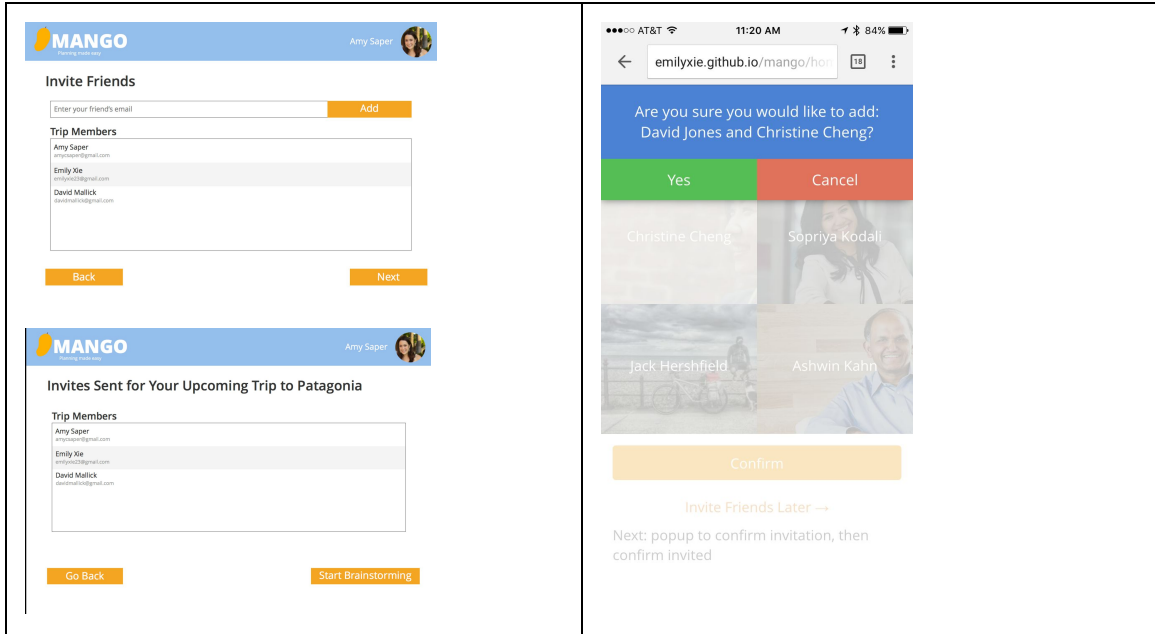 MANGO
Planning made easy
Amy Saper
Invite Friends
Enter your friend's email
Add
Trip Members
Amy Saper
amycsaper@gmail.com
Emily Xie
emilyxie23@gmail.com
David Mallick
davidmallick@gmail.com
Back
Next
MANGO
Planning made easy
Amy Saper
Invites Sent for Your Upcoming Trip to Patagonia
Trip Members
Amy Saper
amycsaper@gmail.com
Emily Xie
emilyxie23@gmail.com
David Mallick
davidmallick@gmail.com
Go Back
Start Brainstorming
AT&T
11:20 AM
84%
emilyxie.github.io/mango/hom
18
Are you sure you would like to add:
David Jones and Christine Cheng?
Yes
Cancel
Christine Cheng
Sopriya Kodali
Jack Hershfield
Ashwin Kahn
Confirm
Invite Friends Later →
Next: popup to confirm invitation, then
confirm invited